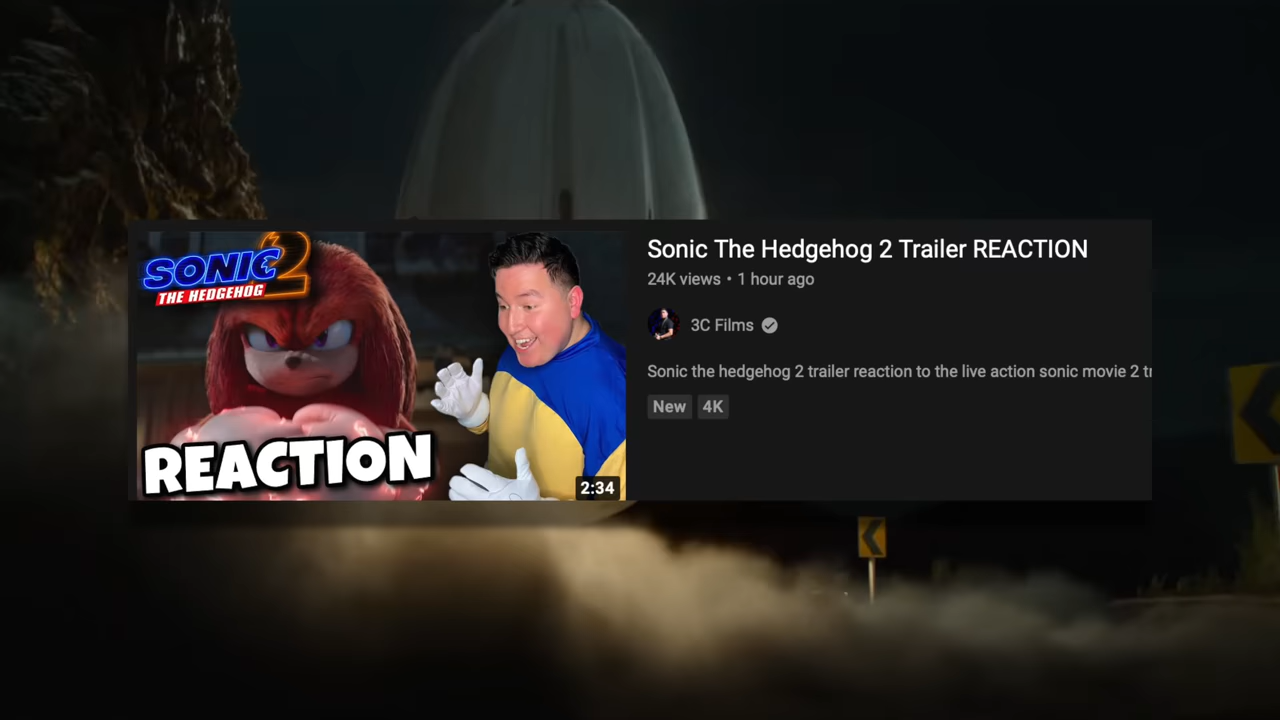 SONIC 2
THE HEDGEHOG
REACTION
2:34
Sonic The Hedgehog 2 Trailer REACTION
24K views • 1 hour ago
3C Films
Sonic the hedgehog 2 trailer reaction to the live action sonic movie 2 tr
New 4K